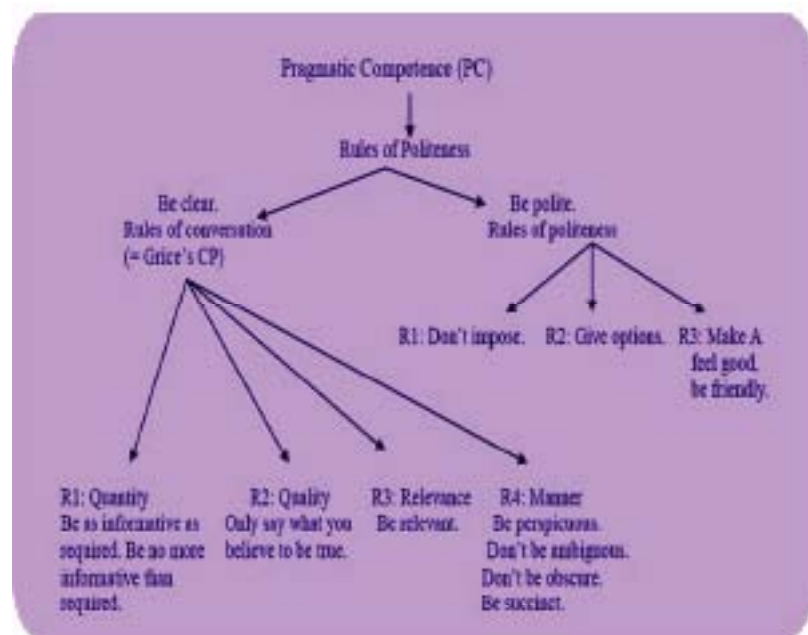 Pragmatic Competence (PC)
Rules of Politeness
Be clear.
Rules of conversation
(= Grice's CP)
Be polite.
Rules of politeness
R1: Don't impose.
R2: Give options.
R3: Make A
feel good,
be friendly.
R1: Quantity
Be as informative as
required. Be no more
informative than
required.
R2: Quality
Only say what you
believe to be true.
R3: Relevance
Be relevant.
R4: Manner
Be perspicuous.
Don't be ambiguous.
Don't be obscure.
Be succinct.